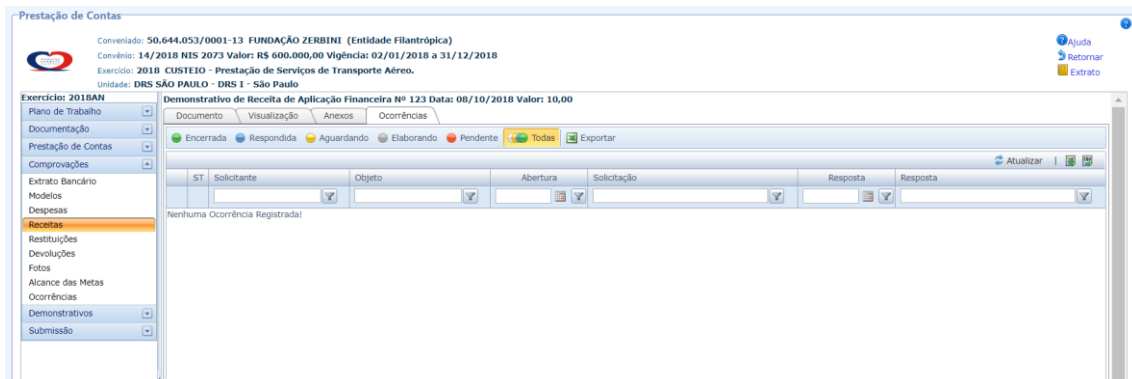 Prestação de Contas
Conveniado: 50.644.053/0001-13 FUNDAÇÃO ZERBINI (Entidade Filantrópica)
Convênio: 14/2018 NIS 2073 Valor: R$ 600.000,00 Vigência: 02/01/2018 a 31/12/2018
Exercício: 2018 CUSTEIO - Prestação de Serviços de Transporte Aéreo.
Unidade: DRS SÃO PAULO - DRS I - São Paulo
Ajuda
Retornar
Extrato
Exercício: 2018AN
Plano de Trabalho
Documentação
Prestação de Contas
Comprovações
Extrato Bancário
Modelos
Despesas
Receitas
Restituições
Devoluções
Fotos
Alcance das Metas
Ocorrências
Demonstrativos
Submissão
Demonstrativo de Receita de Aplicação Financeira Nº 123 Data: 08/10/2018 Valor: 10,00
Documento Visualização Anexos Ocorrências
Encerrada Respondida Aguardando Elaborando Pendente Todas Exportar
Atualizar |
ST Solicitante Objeto Abertura Solicitação Resposta Resposta
Nenhuma Ocorrência Registrada!